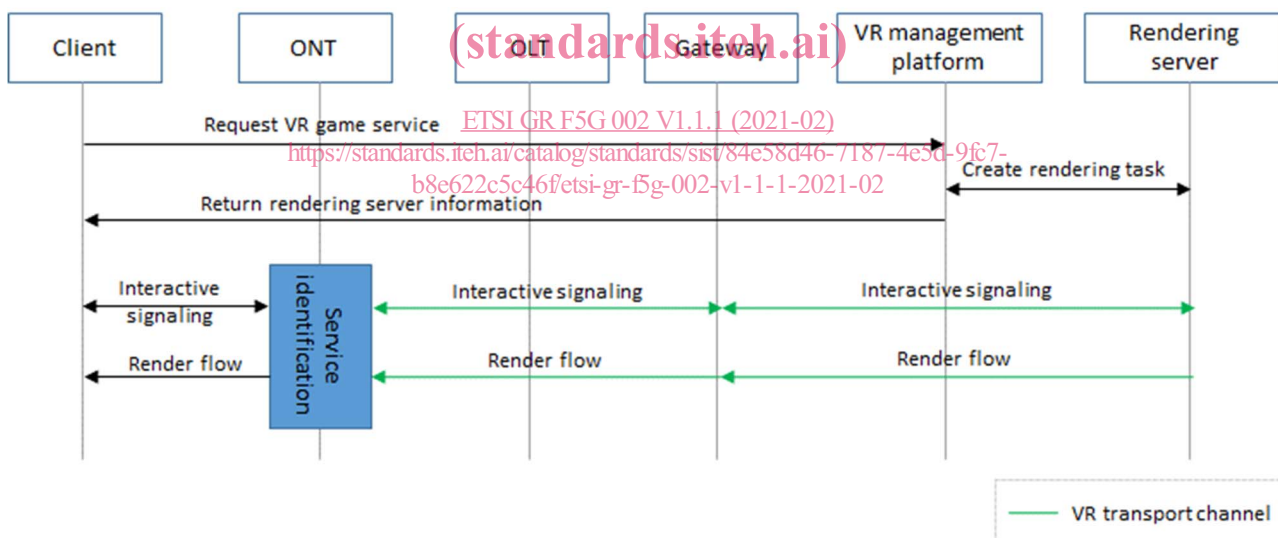 Client
ONT
OLT
Gateway
VR management
platform
Rendering
server
(standards.iteh.ai)
Request VR game service
ETSI GR F5G 002 V1.1.1 (2021-02)
https://standards.iteh.ai/catalog/standards/sist/84e58d46-7187-4e5d-9fc7-
b8e622c5c46f/etsi-gr-f5g-002-v1-1-1-2021-02
Create rendering task
Return rendering server information
Interactive
signaling
Service
identification
Interactive signaling
Interactive signaling
Render flow
Render flow
Render flow
VR transport channel